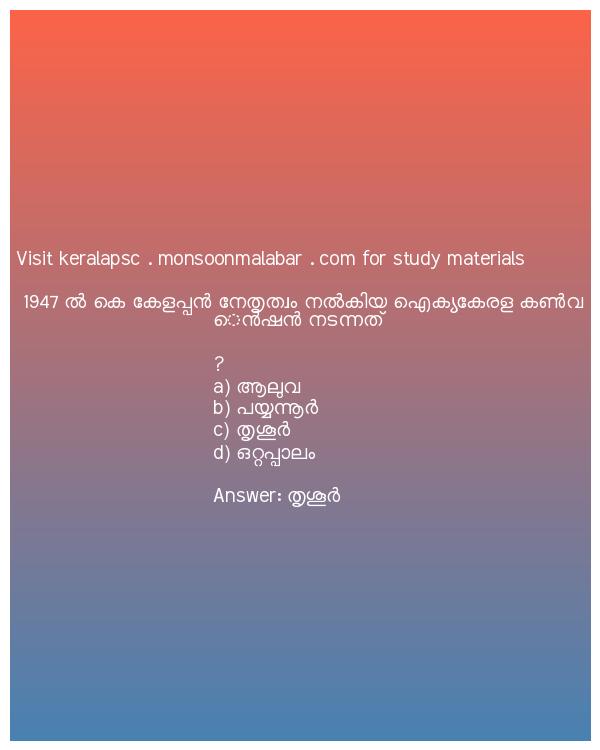 Visit keralapsc . monsoonmalabar . com for study materials
1947 ൽ കെ കേളപ്പൻ നേതൃത്വം നൽകിയ ഐക്യകേരള കൺവ
െൻഷൻ നടന്നത്
?
a) ആലുവ
b) പയ്യന്നൂർ
c) തൃശൂർ
d) ഒറ്റപ്പാലം
Answer: തൃശൂർ